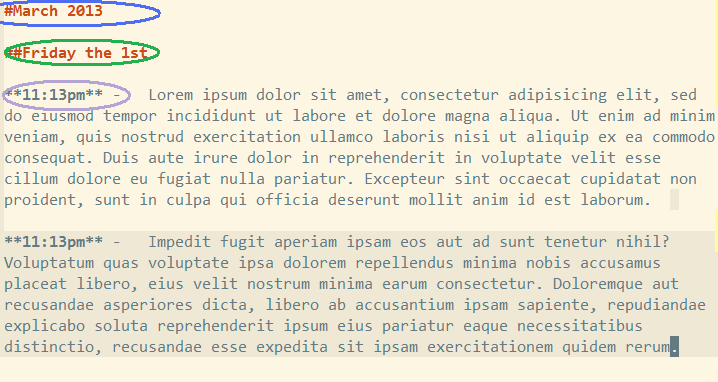 #March 2013
##Friday the 1st
**11:13pm** - Lorem ipsum dolor sit amet, consectetur adipisicing elit, sed
do eiusmod tempor incididunt ut labore et dolore magna aliqua. Ut enim ad minim
veniam, quis nostrud exercitation ullamco laboris nisi ut aliquip ex ea commodo
consequat. Duis aute irure dolor in reprehenderit in voluptate velit esse
cillum dolore eu fugiat nulla pariatur. Excepteur sint occaecat cupidatat non
proident, sunt in culpa qui officia deserunt mollit anim id est laborum.
**11:13pm** - Impedit fugit aperiam ipsam eos aut ad sunt tenetur nihil?
Voluptatum quas voluptate ipsa dolorem repellendus minima nobis accusamus
placeat libero, eius velit nostrum minima earum consectetur. Doloremque aut
recusandae asperiores dicta, libero ab accusantium ipsam sapiente, repudiandae
explicabo soluta reprehenderit ipsum eius pariatur eaque necessitatibus
distinctio, recusandae esse expedita sit ipsam exercitationem quidem rerum.